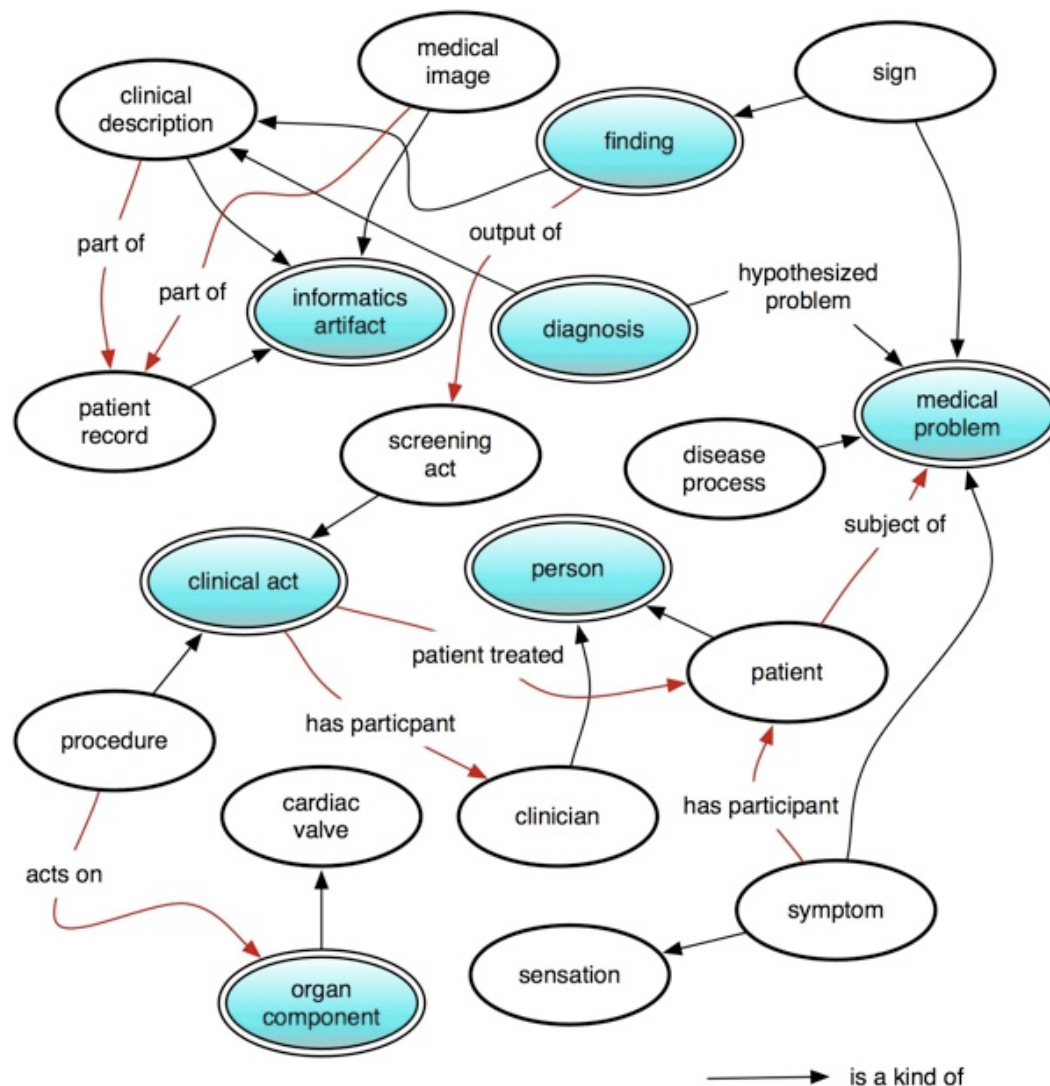 medical
image
sign
clinical
description
finding
part of
output of
part of
informatics
artifact
diagnosis
hypothesized
problem
patient
record
screening
act
disease
process
medical
problem
subject of
clinical act
person
patient treated
patient
procedure
has particpant
cardiac
valve
clinician
has participant
acts on
symptom
sensation
organ
component
is a kind of